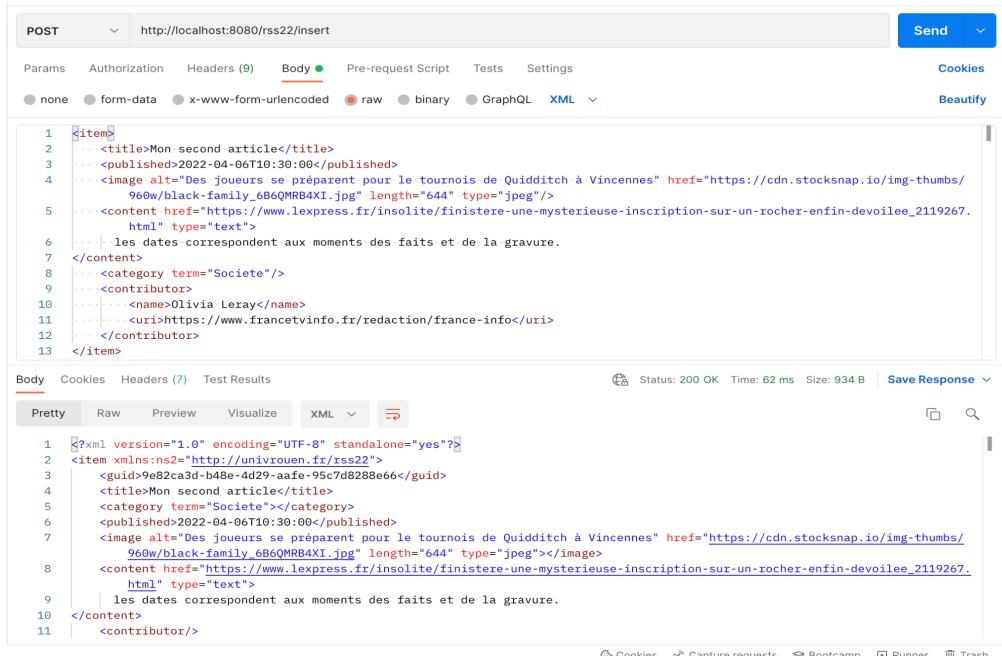 POST http://localhost:8080/rss22/insert Send
Params Authorization Headers (9) Body Pre-request Script Tests Settings Cookies
none form-data x-www-form-urlencoded raw binary GraphQL XML Beautify
1 <item>
2 <title>Mon second article</title>
3 <published>2022-04-06T10:30:00</published>
4 <image alt="Des joueurs se préparent pour le tournois de Quidditch à Vincennes" href="https://cdn.stocksnap.io/img-thumbs/
960w/black-family_6B6QMRB4XI.jpg" length="644" type="jpeg"/>
5 <content href="https://www.lexpress.fr/insolite/finistere-une-mysterieuse-inscription-sur-un-rocher-enfin-devoilee_2119267.
html" type="text">
6 les dates correspondent aux moments des faits et de la gravure.
7 </content>
8 <category term="Societe"/>
9 <contributor>
10 <name>Olivia Leray</name>
11 <uri>https://www.francetvinfo.fr/redaction/france-info</uri>
12 </contributor>
13 </item>
Body Cookies Headers (7) Test Results Status: 200 OK Time: 62 ms Size: 934 B Save Response
Pretty Raw Preview Visualize XML
1 <?xml version="1.0" encoding="UTF-8" standalone="yes"?>
2 <item xmlns:ns2="http://univrouen.fr/rss22">
3 <guid>9e82ca3d-b48e-4d29-aafe-95c7d8288e66</guid>
4 <title>Mon second article</title>
5 <category term="Societe"></category>
6 <published>2022-04-06T10:30:00</published>
7 <image alt="Des joueurs se préparent pour le tournois de Quidditch à Vincennes" href="https://cdn.stocksnap.io/img-thumbs/
960w/black-family_6B6QMRB4XI.jpg" length="644" type="jpeg"></image>
8 <content href="https://www.lexpress.fr/insolite/finistere-une-mysterieuse-inscription-sur-un-rocher-enfin-devoilee_2119267.
html" type="text">
9 les dates correspondent aux moments des faits et de la gravure.
10 </content>
11 <contributor/>
Cookies Capture requests Bootcamp Runner Trash